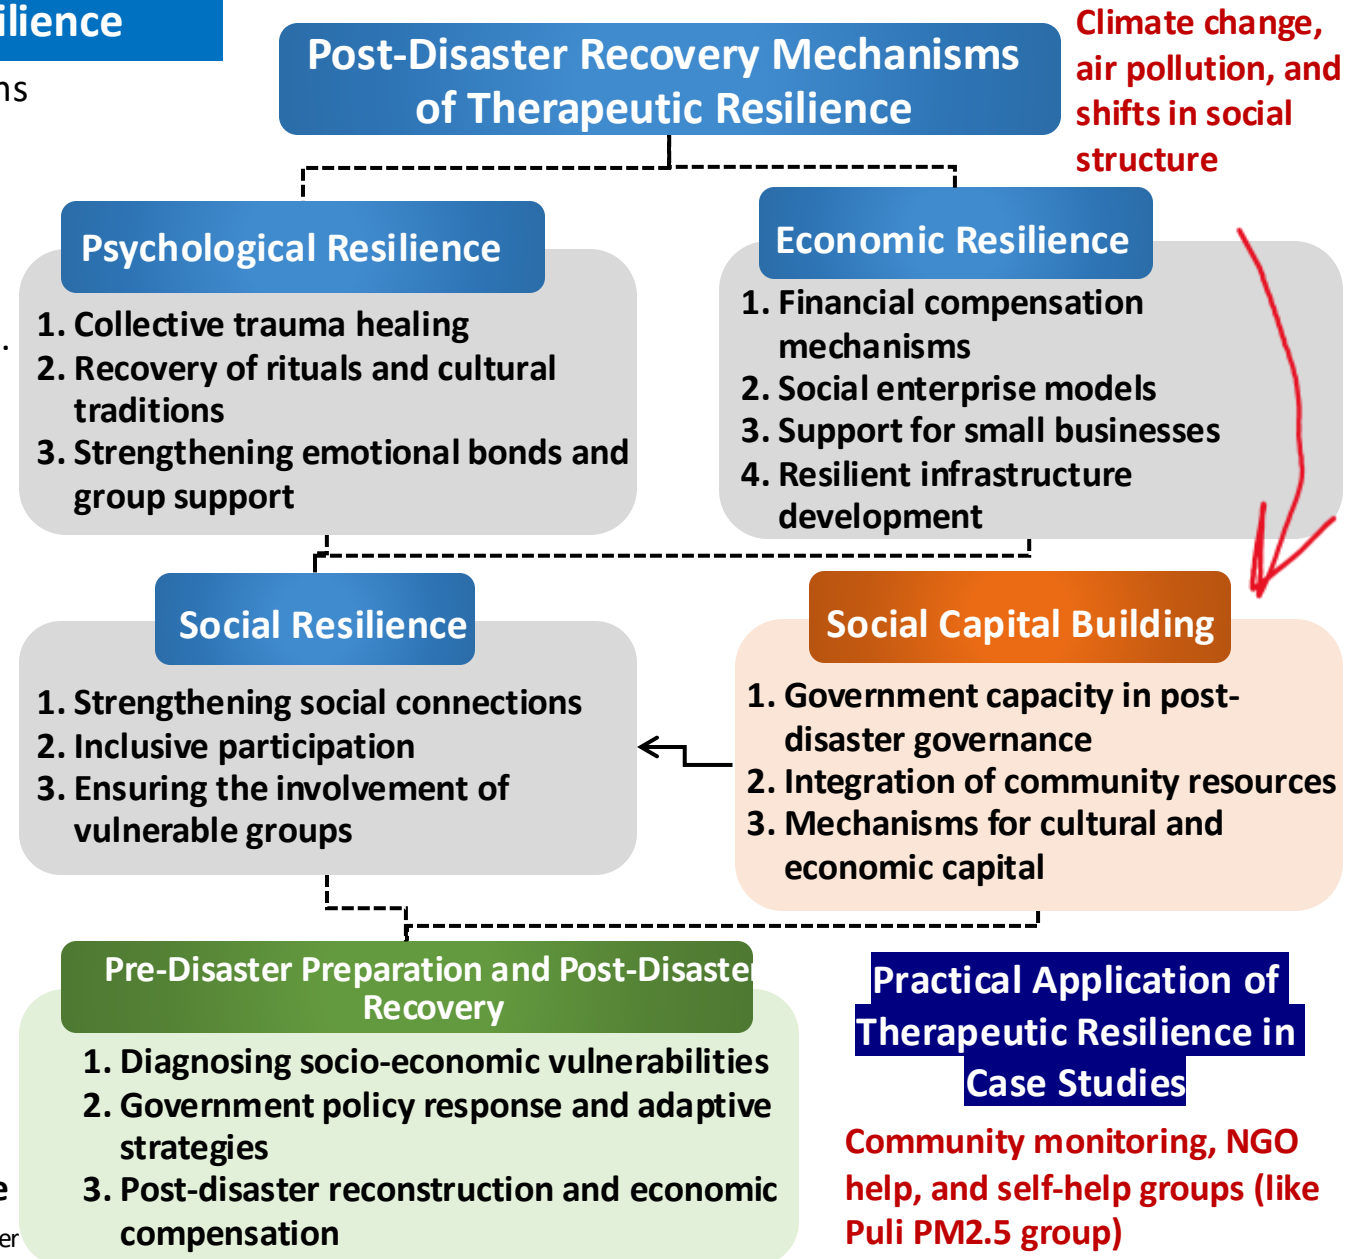 ilience
ns
.
Post-Disaster Recovery Mechanisms
of Therapeutic Resilience
Climate change,
air pollution, and
shifts in social
structure
Psychological Resilience
1. Collective trauma healing
2. Recovery of rituals and cultural
traditions
3. Strengthening emotional bonds and
group support
Economic Resilience
1. Financial compensation
mechanisms
2. Social enterprise models
3. Support for small businesses
4. Resilient infrastructure
development
Social Resilience
1. Strengthening social connections
2. Inclusive participation
3. Ensuring the involvement of
vulnerable groups
Social Capital Building
1. Government capacity in post-
disaster governance
2. Integration of community resources
3. Mechanisms for cultural and
economic capital
Pre-Disaster Preparation and Post-Disaster
Recovery
1. Diagnosing socio-economic vulnerabilities
2. Government policy response and adaptive
strategies
3. Post-disaster reconstruction and economic
compensation
e
er
Practical Application of
Therapeutic Resilience in
Case Studies
Community monitoring, NGO
help, and self-help groups (like
Puli PM2.5 group)